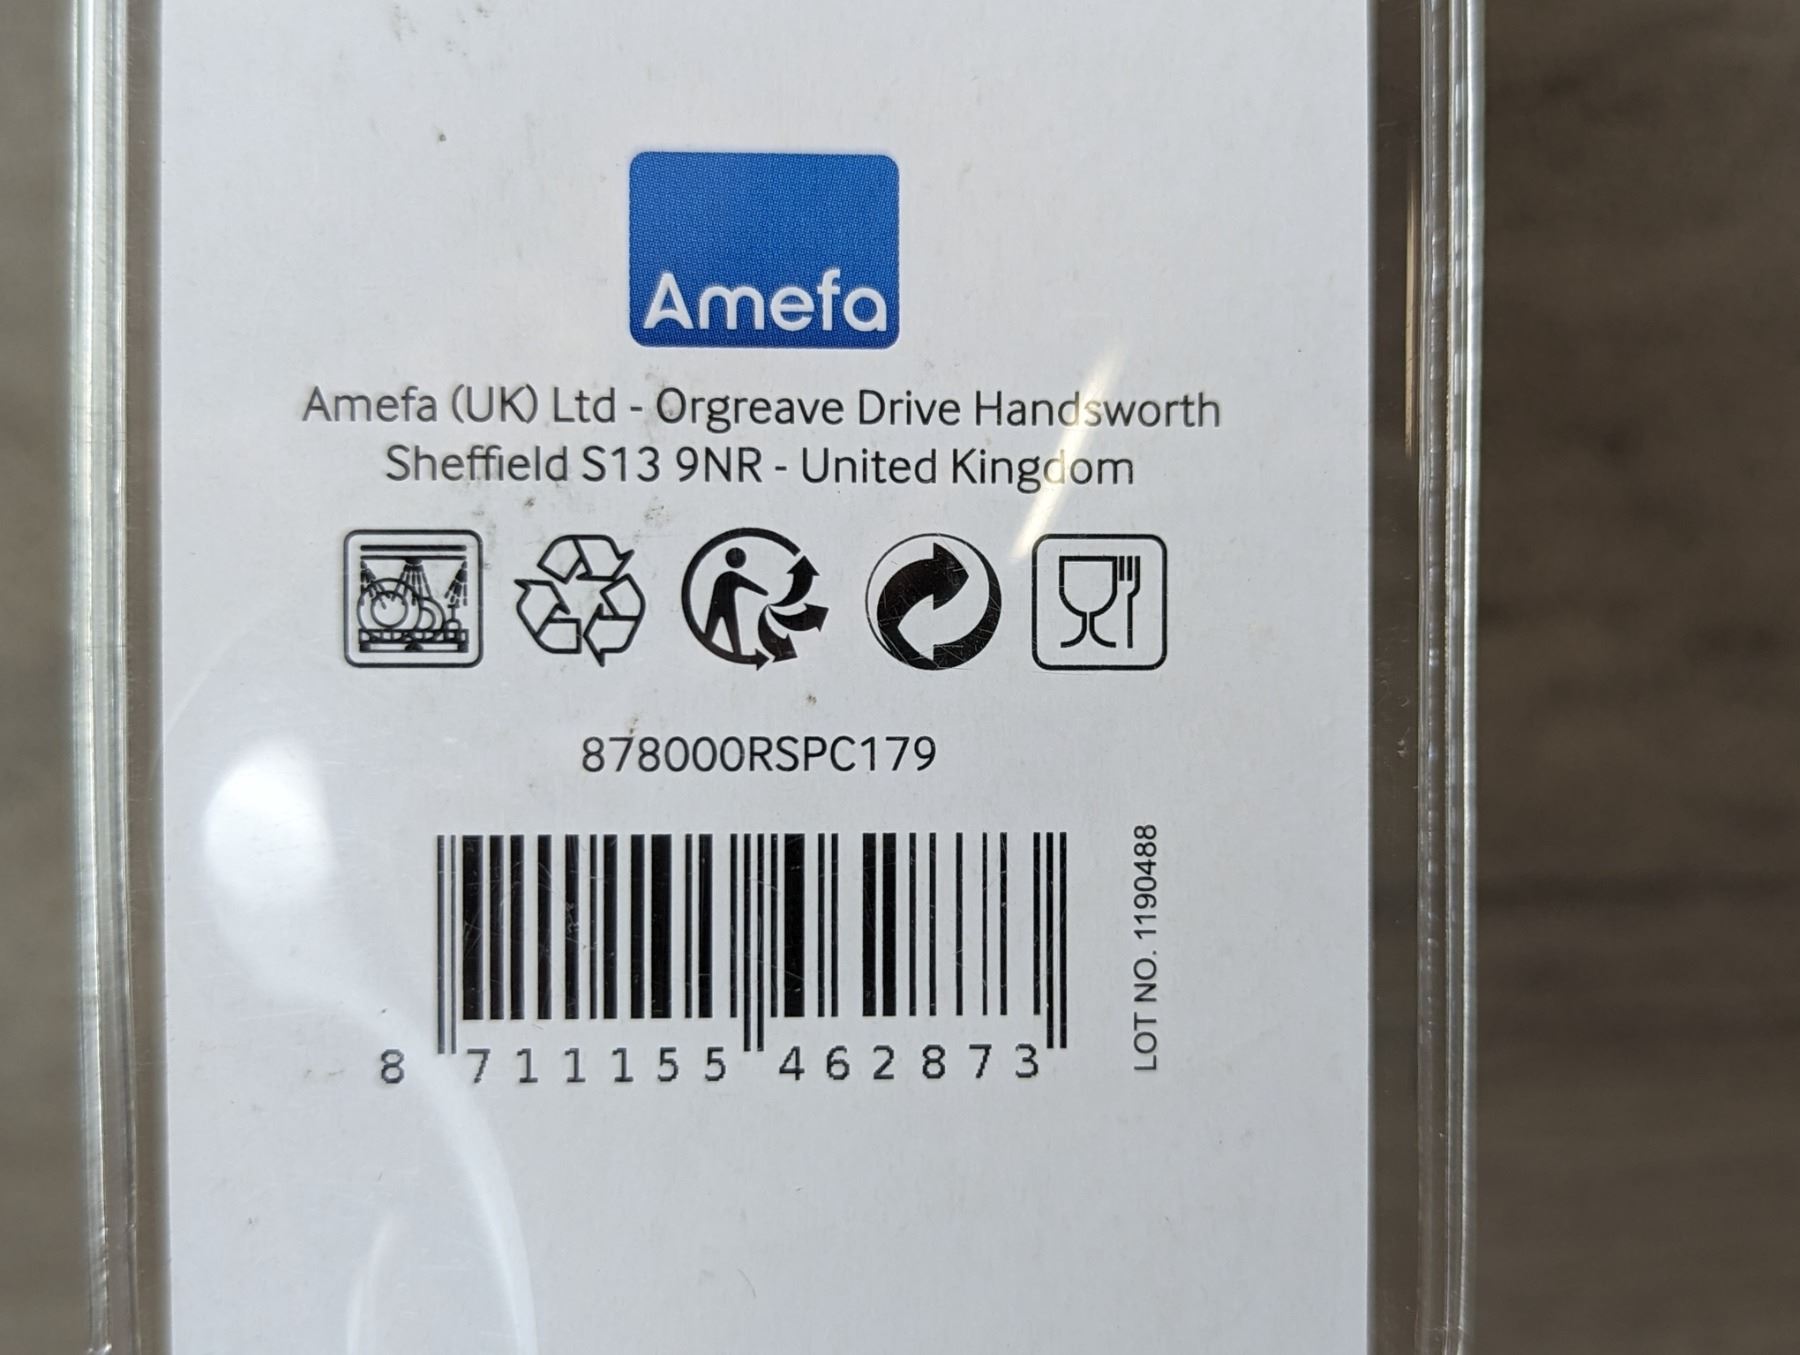 Amefa
Amefa (UK) Ltd - Orgreave Drive Handsworth
Sheffield S13 9NR - United Kingdom
878000RSPC179
8 711155 462873
LOT NO. 1190488